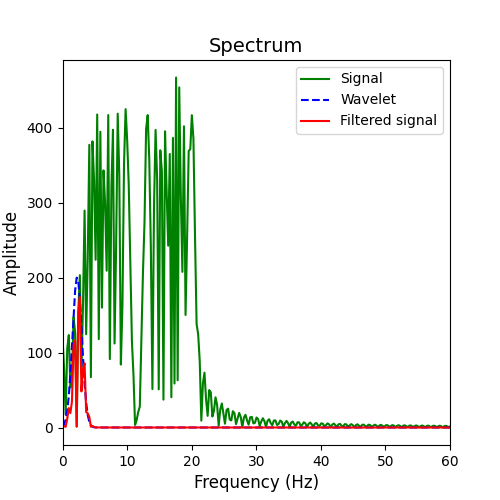 Spectrum
Signal
Wavelet
Filtered signal
400
300
200
100
0
Amplitude
0 10 20 30 40 50 60
Frequency (Hz)